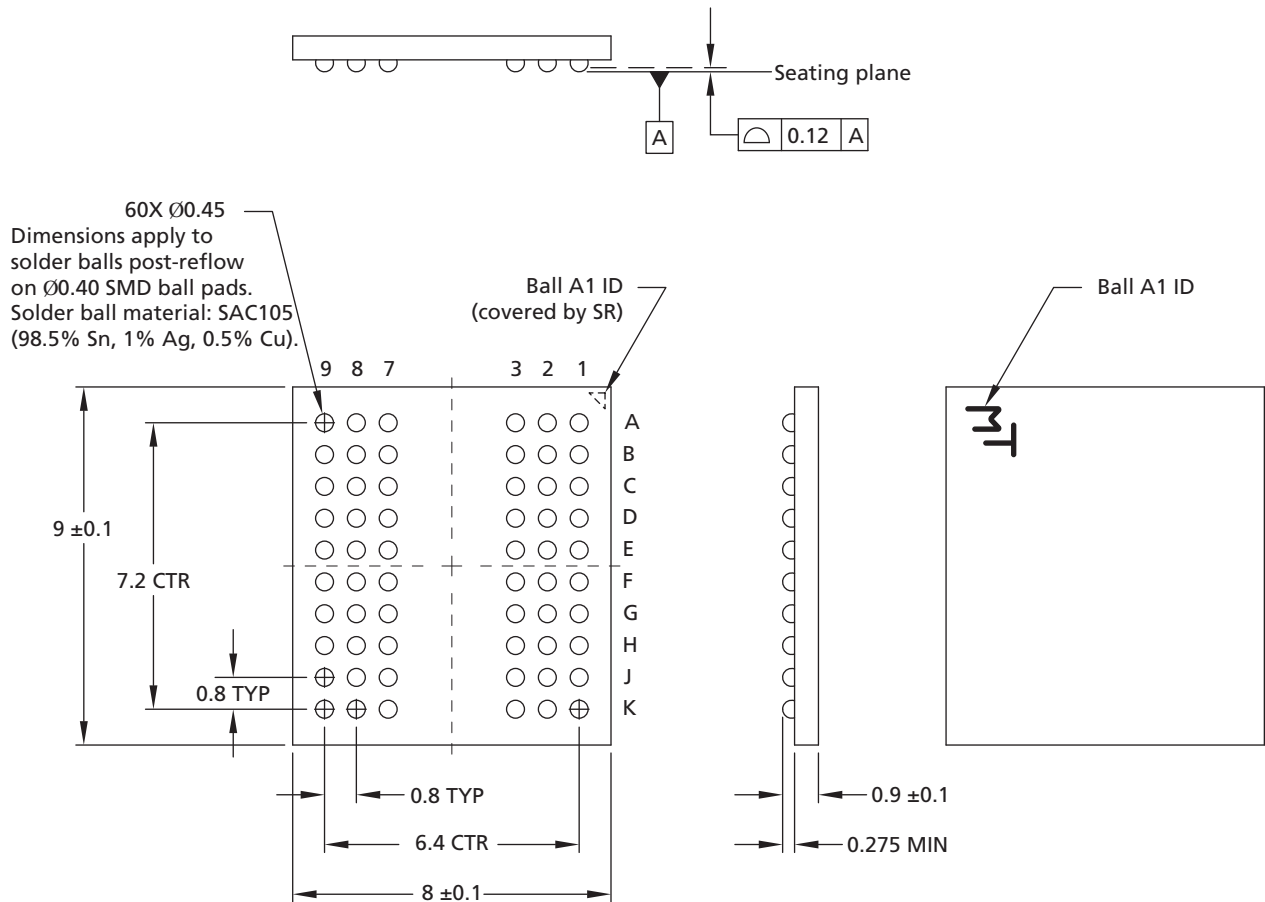 Seating plane
A
0.12 A
60X Ø0.45
Dimensions apply to
solder balls post-reflow
on Ø0.40 SMD ball pads.
Solder ball material: SAC105
(98.5% Sn, 1% Ag, 0.5% Cu).
Ball A1 ID
(covered by SR)
Ball A1 ID
9 8 7 3 2 1
A
B
C
D
E
F
G
H
J
K
9 ±0.1
7.2 CTR
0.8 TYP
0.8 TYP
6.4 CTR
8 ±0.1
0.9 ±0.1
0.275 MIN
MT